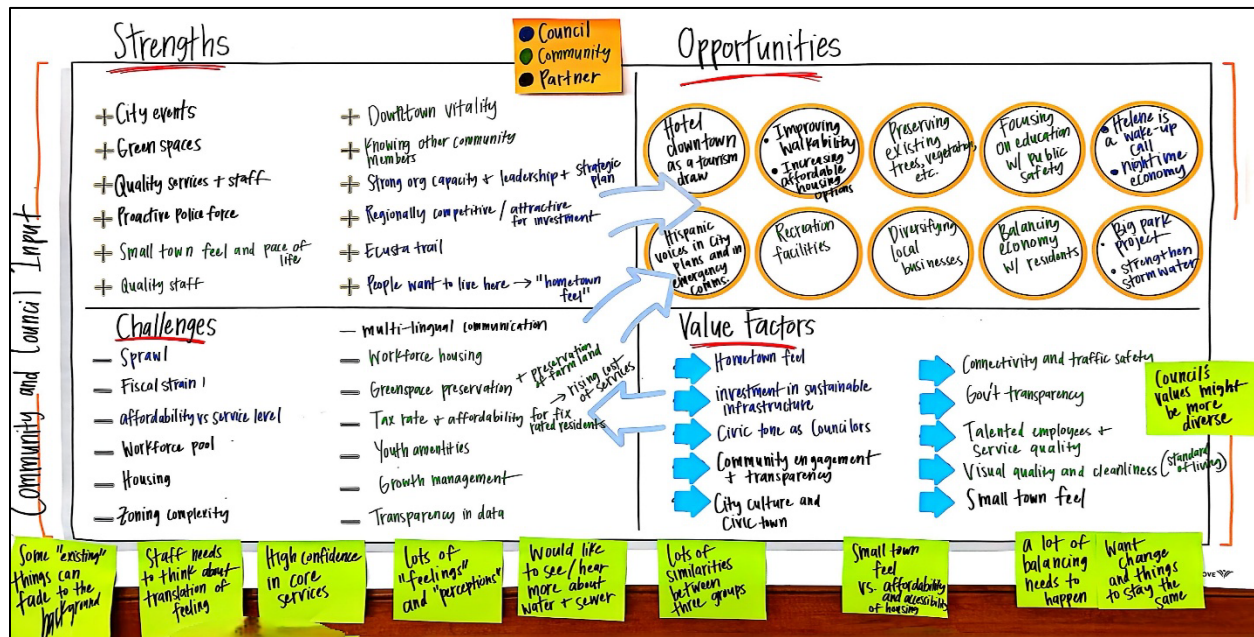 Community and Council Input
Strengths
Council
Community
Partner
Opportunities
+ City events
+ Green spaces
+ Quality services + staff
+ Proactive Police force
+ Small town feel and pace of
life
+ Quality staff
+ Downtown vitality
+ Knowing other community
members
+ Strong org capacity + leadership + strategic
plan
+ Regionally competitive / attractive
for investment
+ Ecusta trail
+ People want to live here → "hometown
feel"
Hotel
downtown
as a tourism
draw
• Improving
walkability
• Increasing
affordable
housing
options
Preserving
existing
trees, vegetation,
etc.
Focusing
on education
w/ public
safety
• Helene is
a wake-up
call
• nightime
economy
Hispanic
voices in City
plans and in
emergency
comms.
Recreation
facilities
Diversifying
local
businesses
Balancing
economy
w/ residents
• Big park
project
• strengthen
stormwater
Challenges
— Sprawl
— Fiscal strain
— affordability vs service level
— Workforce pool
— Housing
— Zoning complexity
— multi-lingual communication
— Workforce housing
— Greenspace preservation + preservation
of farm land
— Tax rate + affordability for fix
rated residents
→ rising cost
of services
— Youth amentities
— Growth management
— Transparency in data
Value Factors
Hometown feel
investment in sustainable
infrastructure
Civic tone as Councilors
Community engagement
+ transparency
City culture and
Civic town
Connectivity and traffic safety
Gov't transparency
Talented employees +
service quality
Visual quality and cleanliness (standard
of living)
Small town feel
Council's
values might
be more
diverse
Some "existing"
things can
fade to the
background
Staff needs
to think about
translation of
feeling
High confidence
in core
services
Lots of
"feelings"
and "perceptions"
Would like
to see/hear
more about
water + sewer
Lots of
similarities
between
three groups
Small town
feel
vs. affordability
and accessibility
of housing
a lot of
balancing
needs to
happen
Want
change
and things
to stay the
same